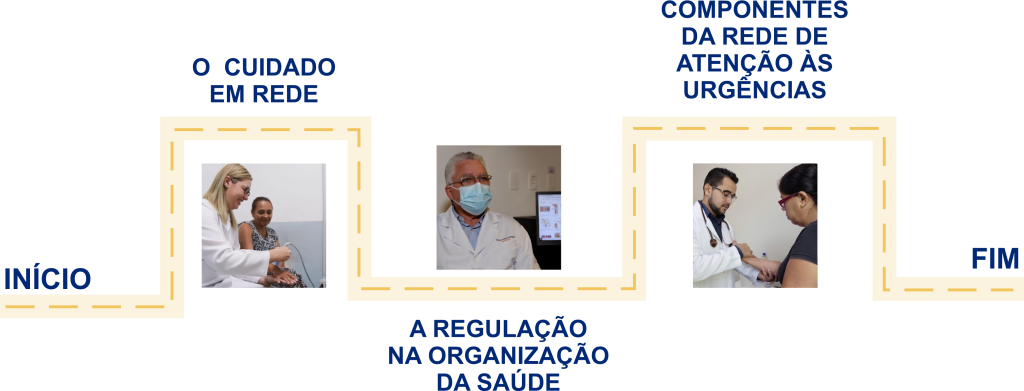 INÍCIO
O CUIDADO
EM REDE
A REGULAÇÃO
NA ORGANIZAÇÃO
DA SAÚDE
COMPONENTES
DA REDE DE
ATENÇÃO ÀS
URGÊNCIAS
FIM